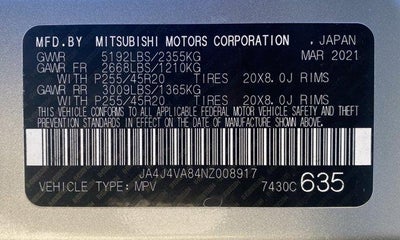 MFD.BY MITSUBISHI MOTORS CORPORATION , JAPAN
GVWR 5192LBS/2355KG MAR 2021
GAWR FR 2668LBS/1210KG
WITH P255/45R20 TIRES 20X8.0J RIMS
GAWR RR 3009LBS/1365KG
WITH P255/45R20 TIRES 20X8.0J RIMS
THIS VEHICLE CONFORMS TO ALL APPLICABLE
FEDERAL MOTOR VEHICLE SAFETY AND THEFT
PREVENTION STANDARDS IN EFFECT ON THE DATE
OF MANUFACTURE SHOWN ABOVE.
JA4J4VA84NZ008917
VEHICLE TYPE: MPV 7430C 635